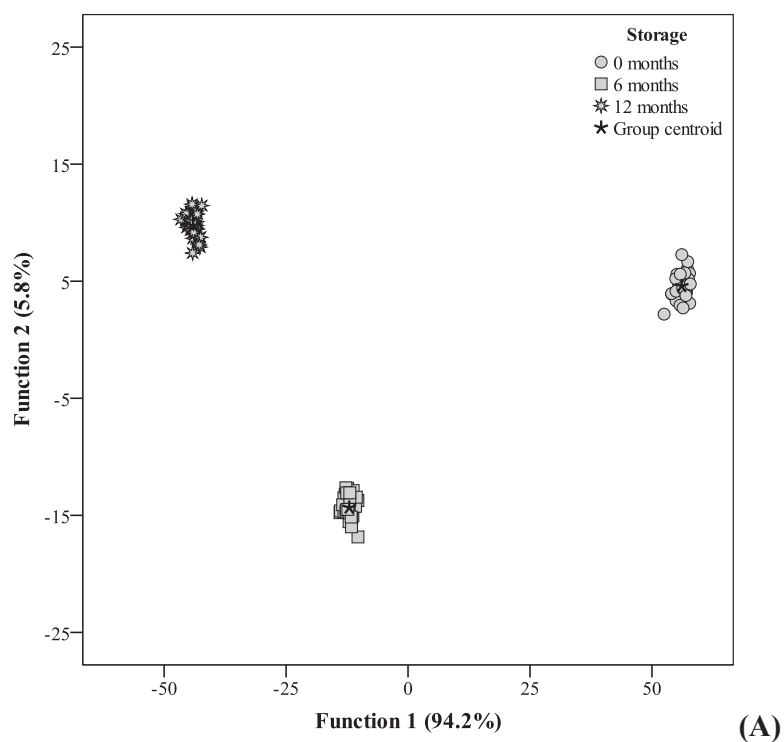 Storage
0 months
6 months
12 months
Group centroid
25
15
5
-5
-15
-25
Function 2 (5.8%)
-50
-25
0
25
50
Function 1 (94.2%)
(A)